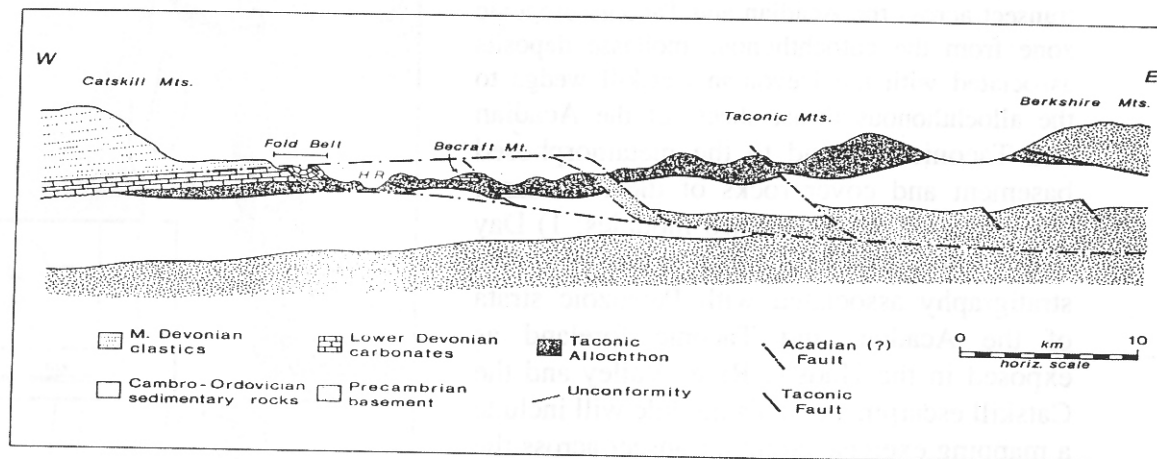 W
E
Catskill Mts.
Berkshire Mts.
Taconic Mts.
Fold Belt
Becraft Mt.
H R
M. Devonian
clastics
Lower Devonian
carbonates
Taconic
Allochthon
Acadian (?)
Fault
0 km 10
horiz. scale
Cambro-Ordovician
sedimentary rocks
Precambrian
basement
Unconformity
Taconic
Fault